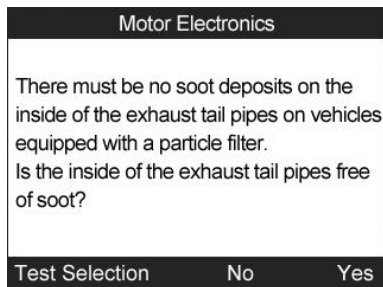 Motor Electronics
There must be no soot deposits on the
inside of the exhaust tail pipes on vehicles
equipped with a particle filter.
Is the inside of the exhaust tail pipes free
of soot?
Test Selection No Yes